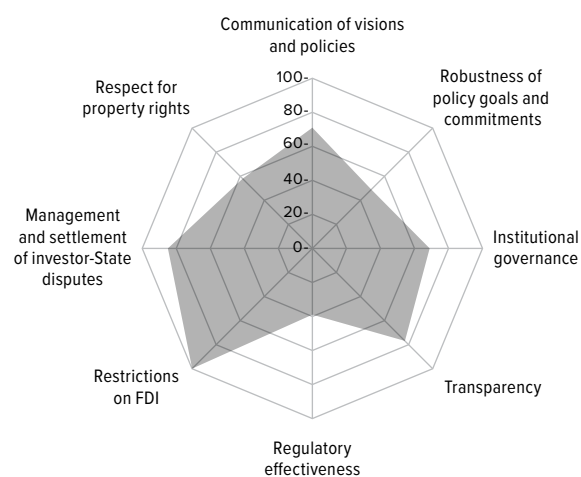 Communication of visions
and policies
Robustness of
policy goals and
commitments
Respect for
property rights
100-
80-
60-
40-
20-
0-
Management
and settlement
of investor-State
disputes
Institutional
governance
Restrictions
on FDI
Transparency
Regulatory
effectiveness